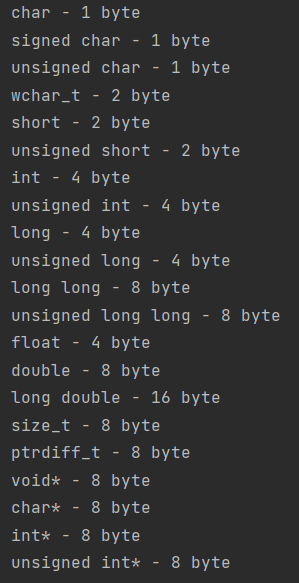 char - 1 byte
signed char - 1 byte
unsigned char - 1 byte
wchar_t - 2 byte
short - 2 byte
unsigned short - 2 byte
int - 4 byte
unsigned int - 4 byte
long - 4 byte
unsigned long - 4 byte
long long - 8 byte
unsigned long long - 8 byte
float - 4 byte
double - 8 byte
long double - 16 byte
size_t - 8 byte
ptrdiff_t - 8 byte
void* - 8 byte
char* - 8 byte
int* - 8 byte
unsigned int* - 8 byte